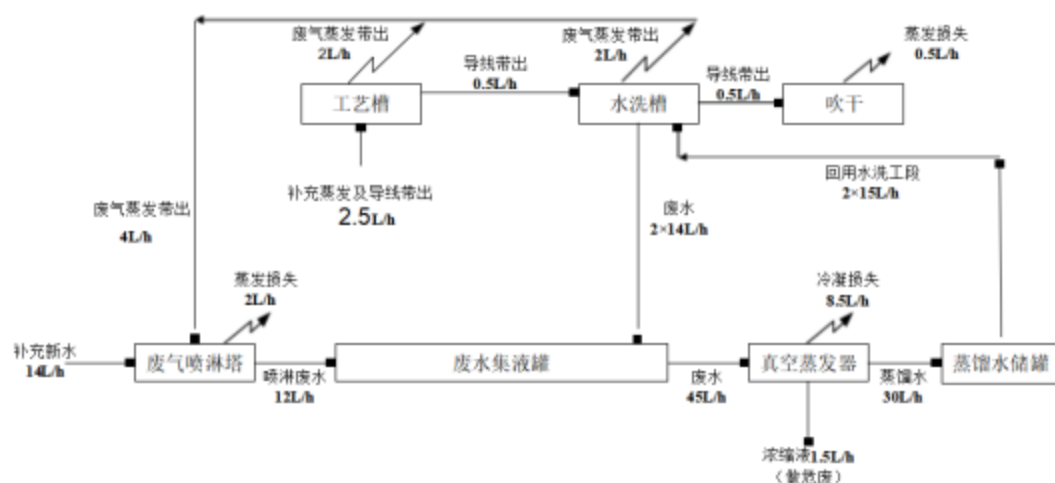 废气蒸发带出
2L/h
废气蒸发带出
2L/h
蒸发损失
0.5L/h
导线带出
0.5L/h
导线带出
0.5L/h
工艺槽
水洗槽
吹干
补充蒸发及导线带出
2.5L/h
回用水洗工段
2×15L/h
废气蒸发带出
4L/h
废水
2×14L/h
蒸发损失
2L/h
冷凝损失
8.5L/h
补充新水
14L/h
废气喷淋塔
喷淋废水
12L/h
废水集液罐
废水
45L/h
真空蒸发器
蒸馏水
30L/h
蒸馏水储罐
浓缩液1.5L/h
（做危废）